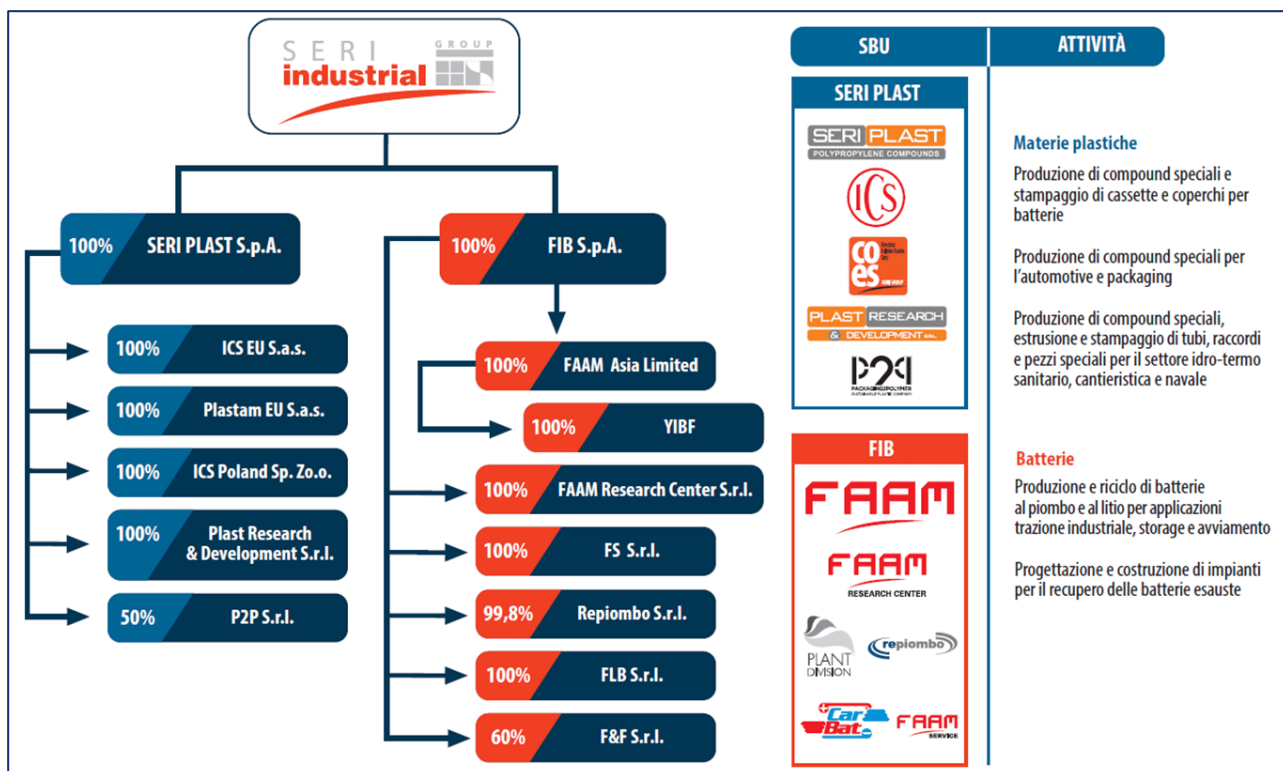 SERI
GROUP
industrial
100%
SERI PLAST S.p.A.
100%
ICS EU S.a.s.
100%
Plastam EU S.a.s.
100%
ICS Poland Sp. Zo.o.
100%
Plast Research
& Development S.r.l.
50%
P2P S.r.l.
100%
FIB S.p.A.
100%
FAAM Asia Limited
100%
YIBF
100%
FAAM Research Center S.r.l.
100%
FS S.r.l.
99,8%
Repiombo S.r.l.
100%
FLB S.r.l.
60%
F&F S.r.l.
SBU
ATTIVITÀ
SERI PLAST
SERI PLAST
POLYPROPYLENE COMPOUNDS
ICS
co
es
PLAST RESEARCH
& DEVELOPMENT SRL
P2P
PACKAGING2POLYMER
SUSTAINABLE PLASTIC COMPANY
Materie plastiche
Produzione di compound speciali e
stampaggio di cassette e coperchi per
batterie
Produzione di compound speciali per
l'automotive e packaging
Produzione di compound speciali,
estrusione e stampaggio di tubi, raccordi
e pezzi speciali per il settore idro-termo
sanitario, cantieristica e navale
FIB
FAAM
FAAM
RESEARCH CENTER
PLANT
DIVISION
repiombo
Car
Bat
FAAM
SERVICE
Batterie
Produzione e riciclo di batterie
al piombo e al litio per applicazioni
trazione industriale, storage e avviamento
Progettazione e costruzione di impianti
per il recupero delle batterie esauste